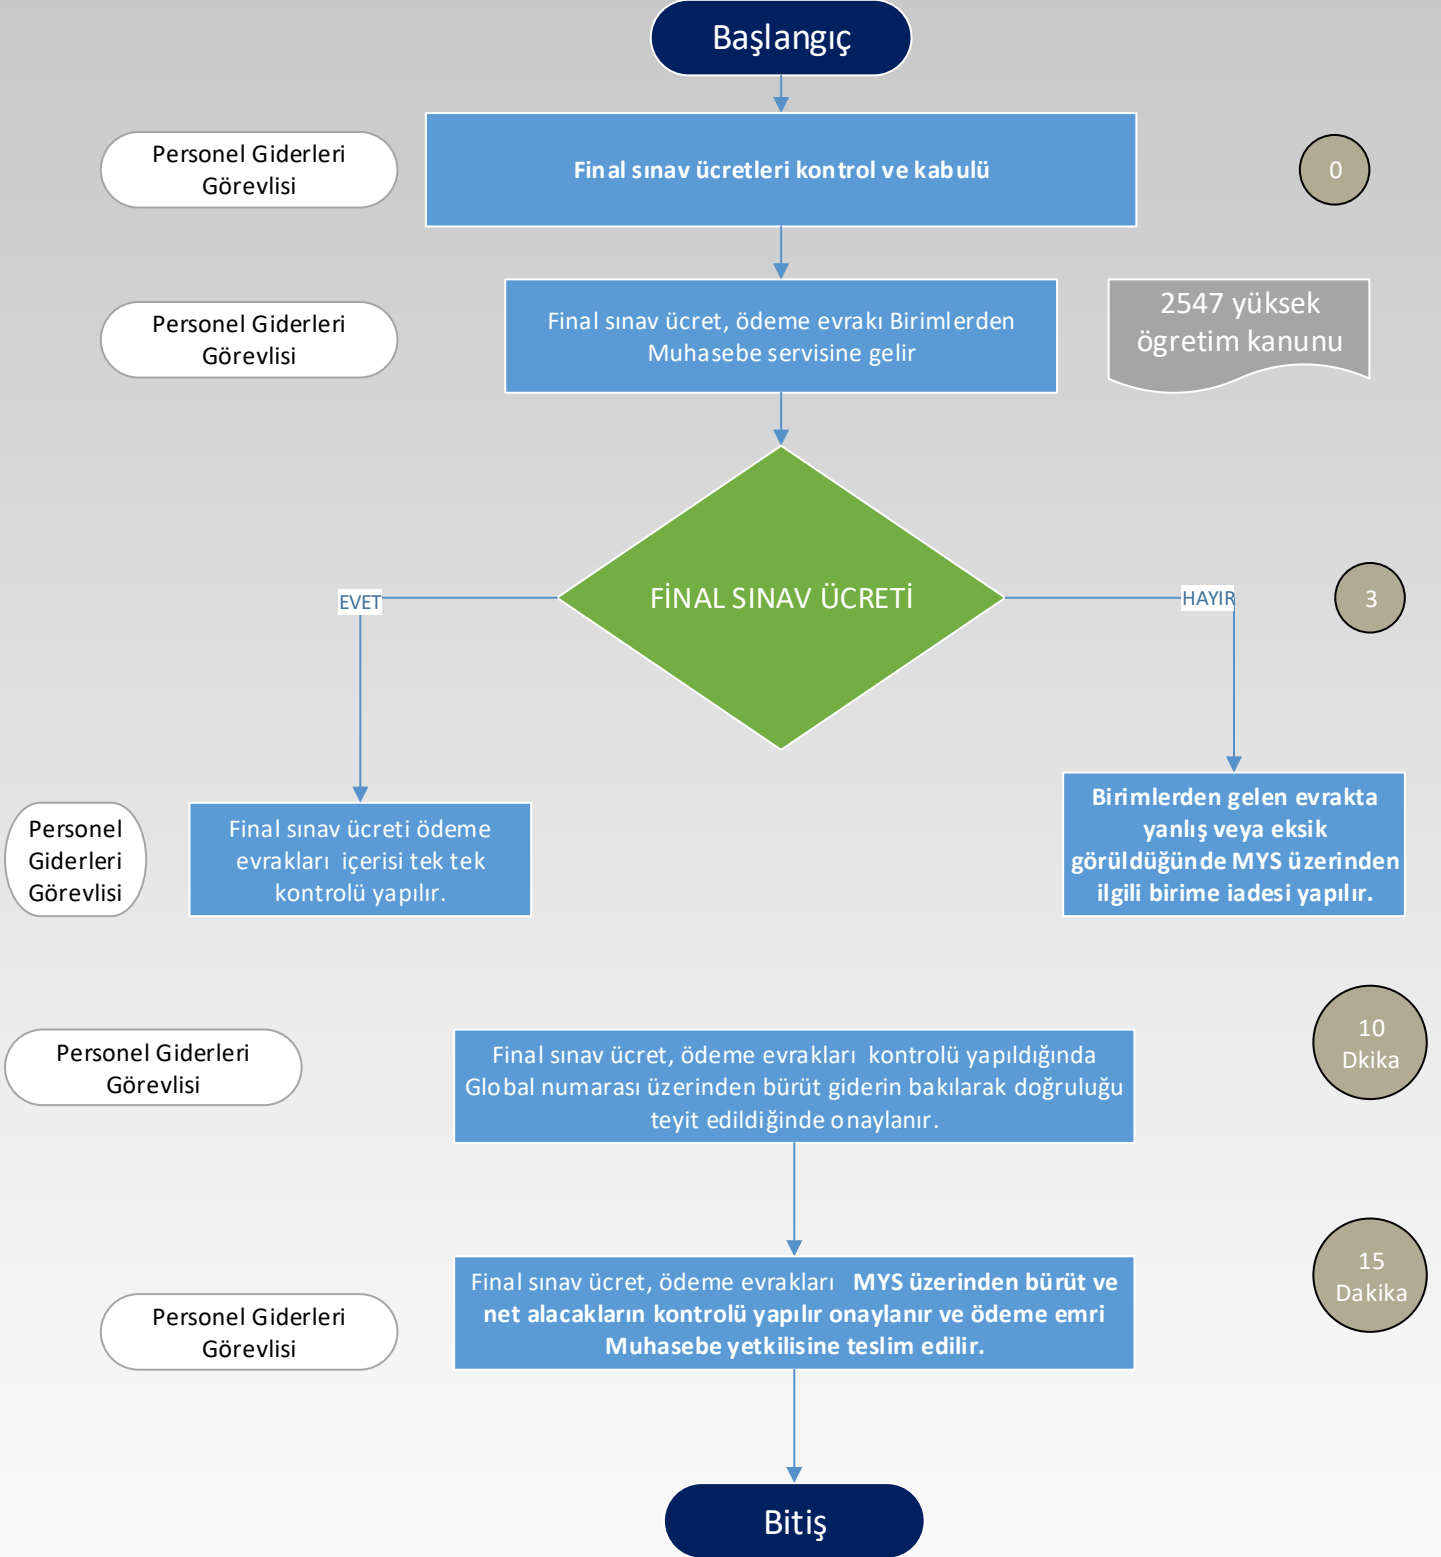 Başlangıç
Personel Giderleri
Görevlisi
Final sınav ücretleri kontrol ve kabulü
0
Personel Giderleri
Görevlisi
Final sınav ücret, ödeme evrakı Birimlerden
Muhasebe servisine gelir
2547 yüksek
ögretim kanunu
EVET
FİNAL SINAV ÜCRETİ
HAYIR
3
Personel
Giderleri
Görevlisi
Final sınav ücreti ödeme
evrakları içerisi tek tek
kontrolü yapılır.
Birimlerden gelen evrakta
yanlış veya eksik
görüldüğünde MYS üzerinden
ilgili birime iadesi yapılır.
Personel Giderleri
Görevlisi
Final sınav ücret, ödeme evrakları kontrolü yapıldığında
Global numarası üzerinden bürüt giderin bakılarak doğruluğu
teyit edildiğinde onaylanır.
10
Dkika
Personel Giderleri
Görevlisi
Final sınav ücret, ödeme evrakları MYS üzerinden bürüt ve
net alacakların kontrolü yapılır onaylanır ve ödeme emri
Muhasebe yetkilisine teslim edilir.
15
Dakika
Bitiş